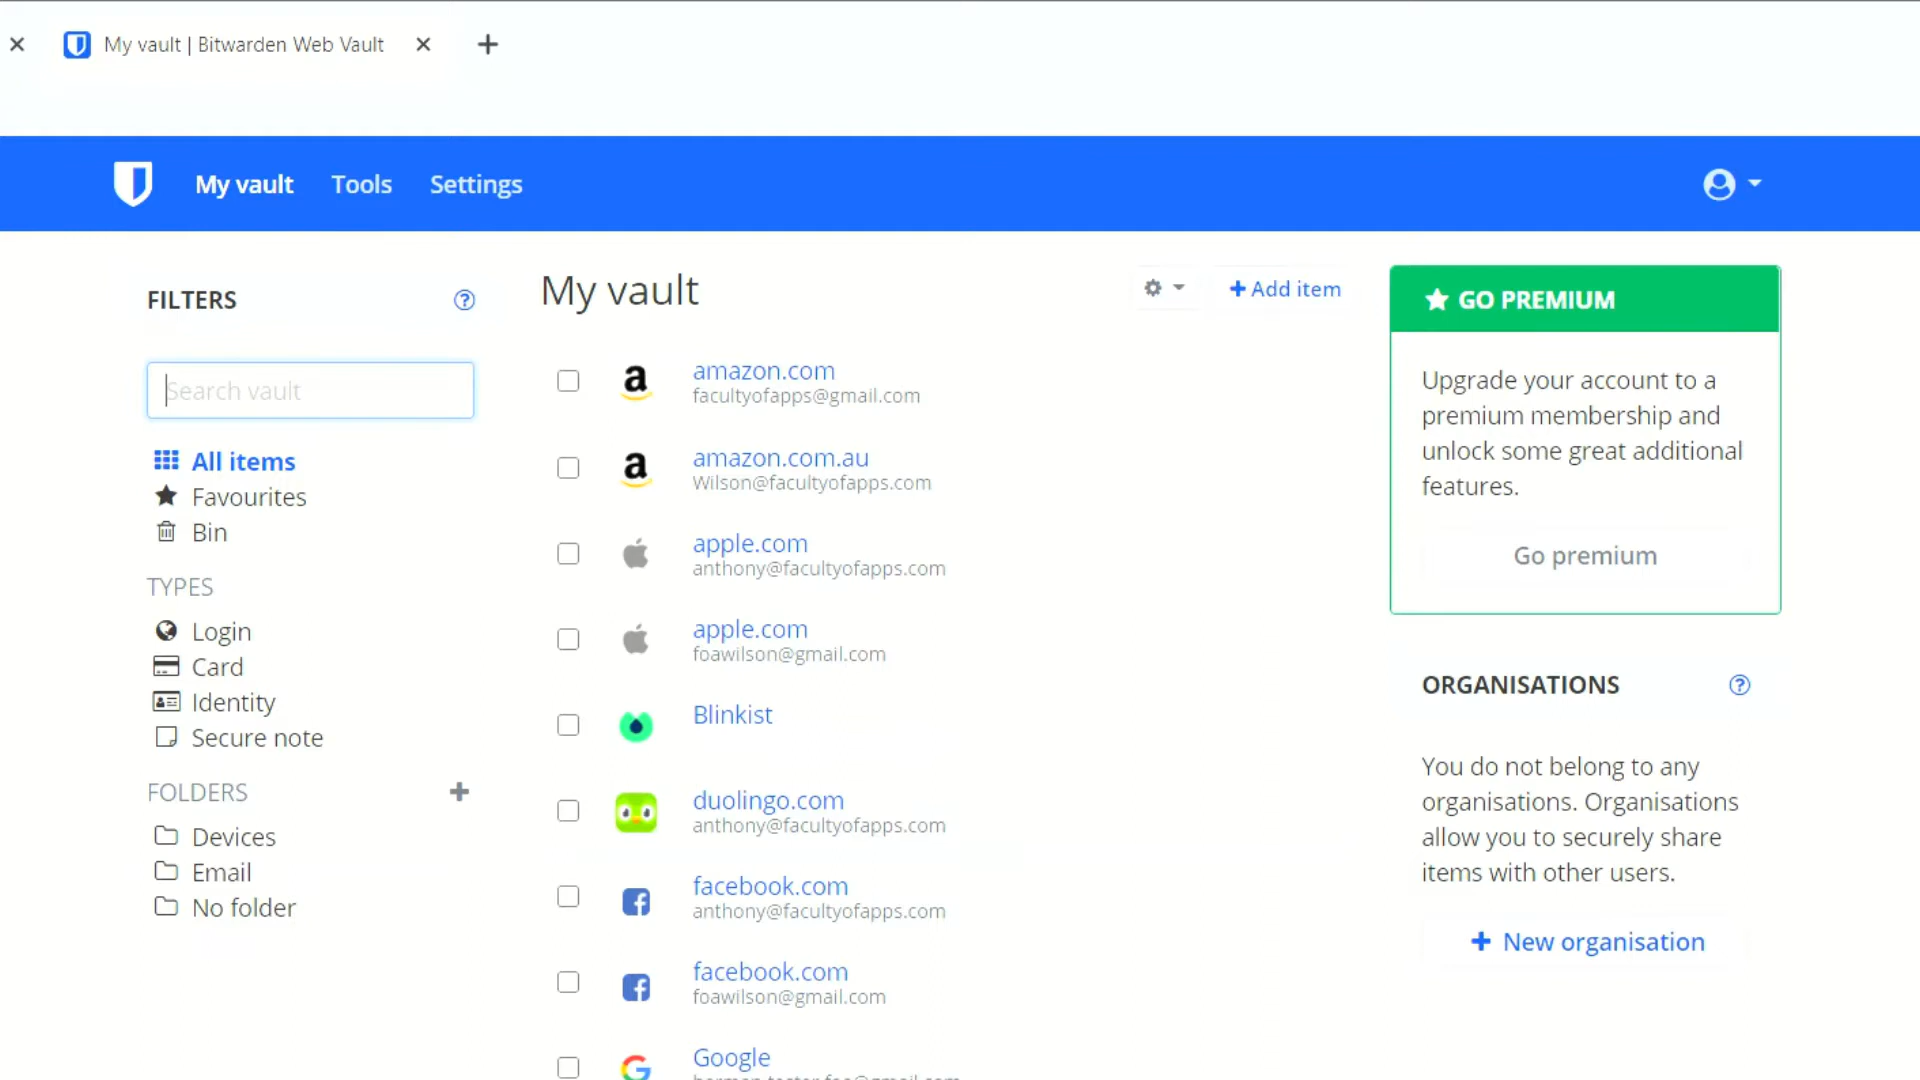 My vault | Bitwarden Web Vault
My vault
Tools
Settings
FILTERS
Search vault
All items
Favourites
Bin
TYPES
Login
Card
Identity
Secure note
FOLDERS
Devices
Email
No folder
My vault
Add item
amazon.com
facultyofapps@gmail.com
amazon.com.au
Wilson@facultyofapps.com
apple.com
anthony@facultyofapps.com
apple.com
foawilson@gmail.com
Blinkist
duolingo.com
anthony@facultyofapps.com
facebook.com
anthony@facultyofapps.com
facebook.com
foawilson@gmail.com
Google
GO PREMIUM
Upgrade your account to a
premium membership and
unlock some great additional
features.
Go premium
ORGANISATIONS
You do not belong to any
organisations. Organisations
allow you to securely share
items with other users.
New organisation